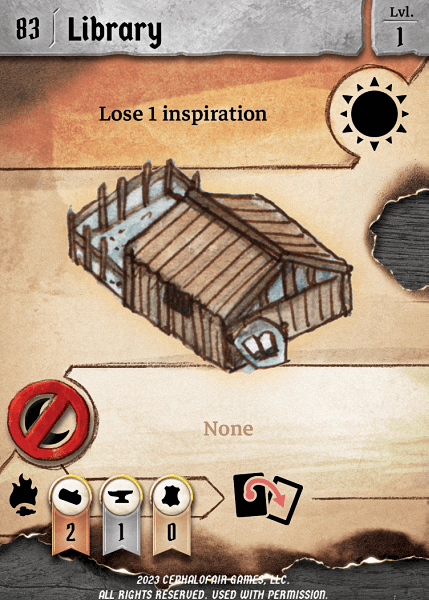 83 Library
Lvl.
1
Lose 1 inspiration
None
2 1 0
2023 CEPHALOFAIR GAMES, LLC.
ALL RIGHTS RESERVED. USED WITH PERMISSION.